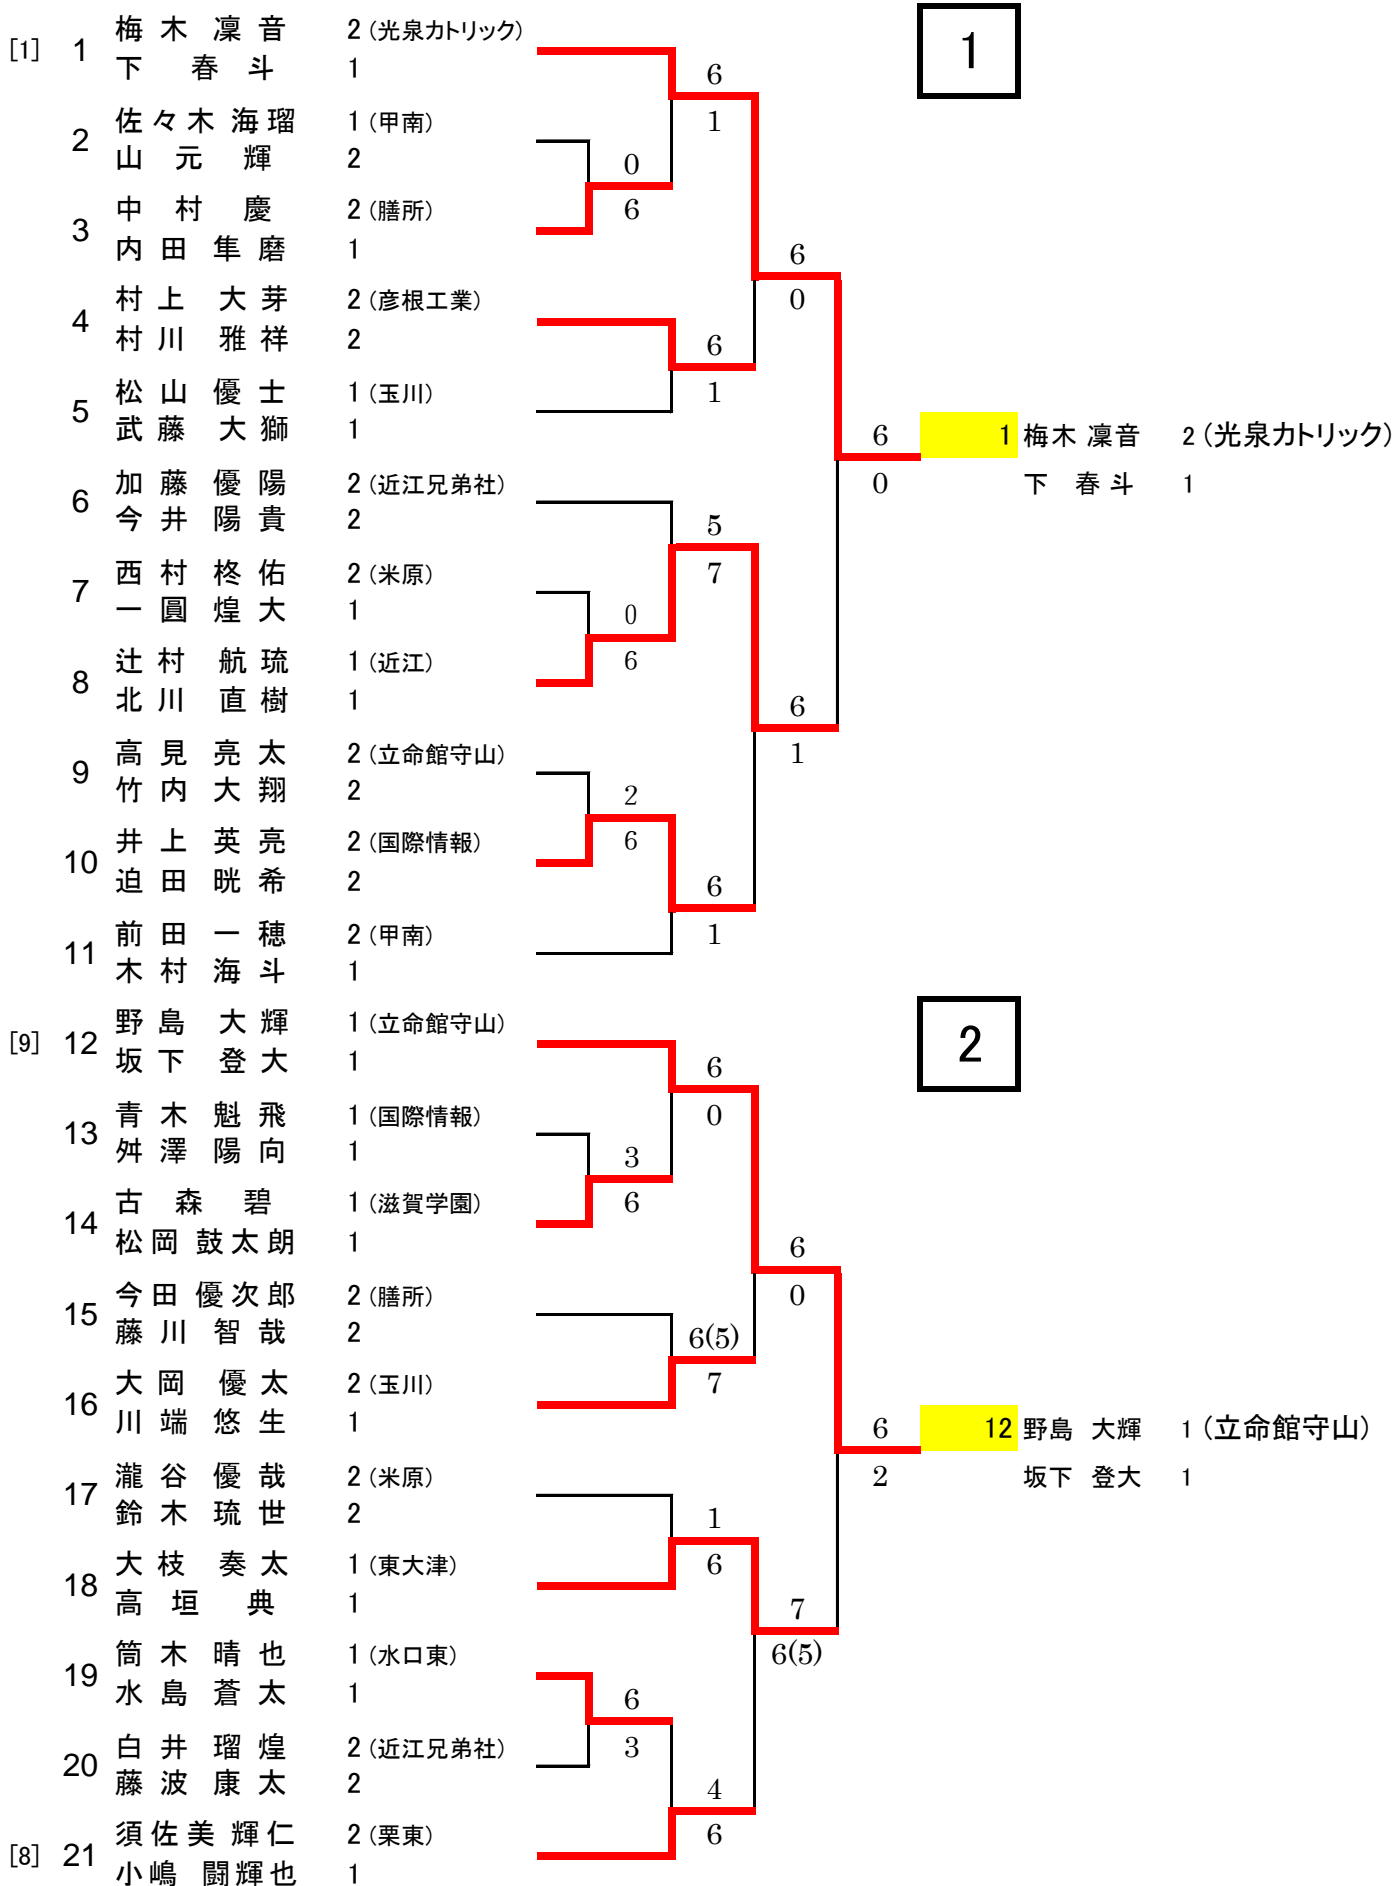 梅木 凜音 2 (光泉カトリック)
[1] 1
下 春斗 1
1
6
1
佐々木 海瑠 1 (甲南)
2
山元 輝 2
0
6
中村 慶 2 (膳所)
3
内田 隼磨 1
6
0
村上 大芽 2 (彦根工業)
4
村川 雅祥 2
6
1
松山 優士 1 (玉川)
5
武藤 大獅 1
6
0
1 梅木 凜音 2 (光泉カトリック)
下 春斗 1
加藤 優陽 2 (近江兄弟社)
6
今井 陽貴 2
5
7
西村 柊佑 2 (米原)
7
一圓 煌大 1
0
6
辻村 航琉 1 (近江)
8
北川 直樹 1
6
1
高見 亮太 2 (立命館守山)
9
竹内 大翔 2
2
6
井上 英亮 2 (国際情報)
10
迫田 晄希 2
6
1
前田 一穂 2 (甲南)
11
木村 海斗 1
野島 大輝 1 (立命館守山)
[9] 12
坂下 登大 1
2
6
0
青木 魁飛 1 (国際情報)
13
舛澤 陽向 1
3
6
古森 碧 1 (滋賀学園)
14
松岡 鼓太朗 1
6
0
今田 優次郎 2 (膳所)
15
藤川 智哉 2
6(5)
7
大岡 優太 2 (玉川)
16
川端 悠生 1
6
2
12 野島 大輝 1 (立命館守山)
坂下 登大 1
瀧谷 優哉 2 (米原)
17
鈴木 琉世 2
1
6
大枝 奏太 1 (東大津)
18
高垣 典 1
7
6(5)
筒木 晴也 1 (水口東)
19
水島 蒼太 1
6
3
白井 瑠煌 2 (近江兄弟社)
20
藤波 康太 2
4
6
須佐美 輝仁 2 (栗東)
[8] 21
小嶋 闘輝也 1